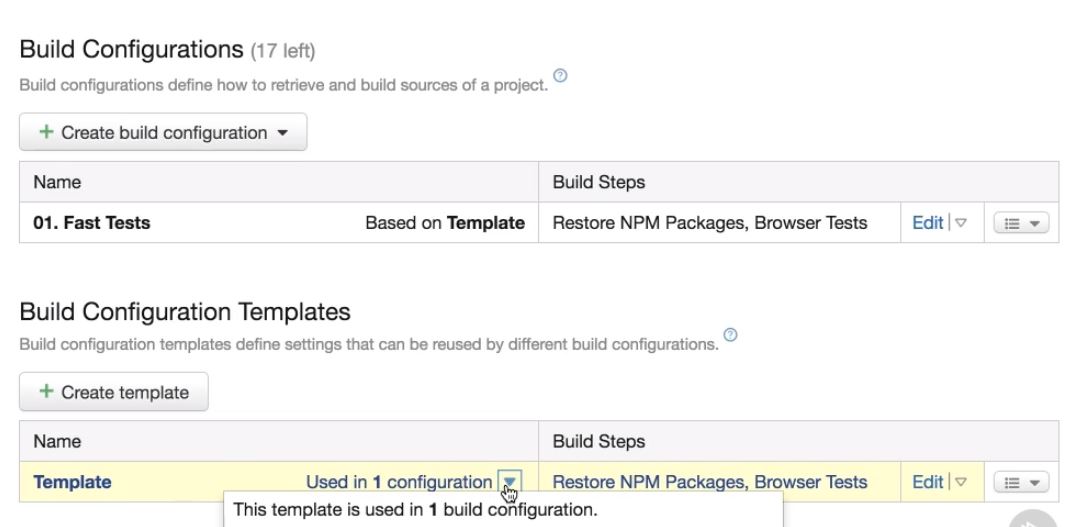 Build Configurations (17 left)
Build configurations define how to retrieve and build sources of a project. ?
+ Create build configuration
Name Build Steps
01. Fast Tests Based on Template Restore NPM Packages, Browser Tests Edit
Build Configuration Templates
Build configuration templates define settings that can be reused by different build configurations. ?
+ Create template
Name Build Steps
Template Used in 1 configuration Restore NPM Packages, Browser Tests Edit
This template is used in 1 build configuration.